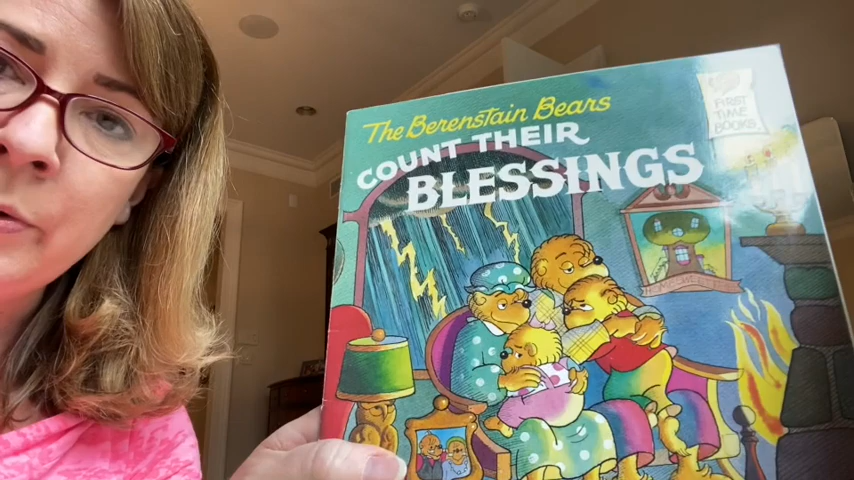 The Berenstain Bears
COUNT THEIR
BLESSINGS
FIRST
TIME
BOOKS